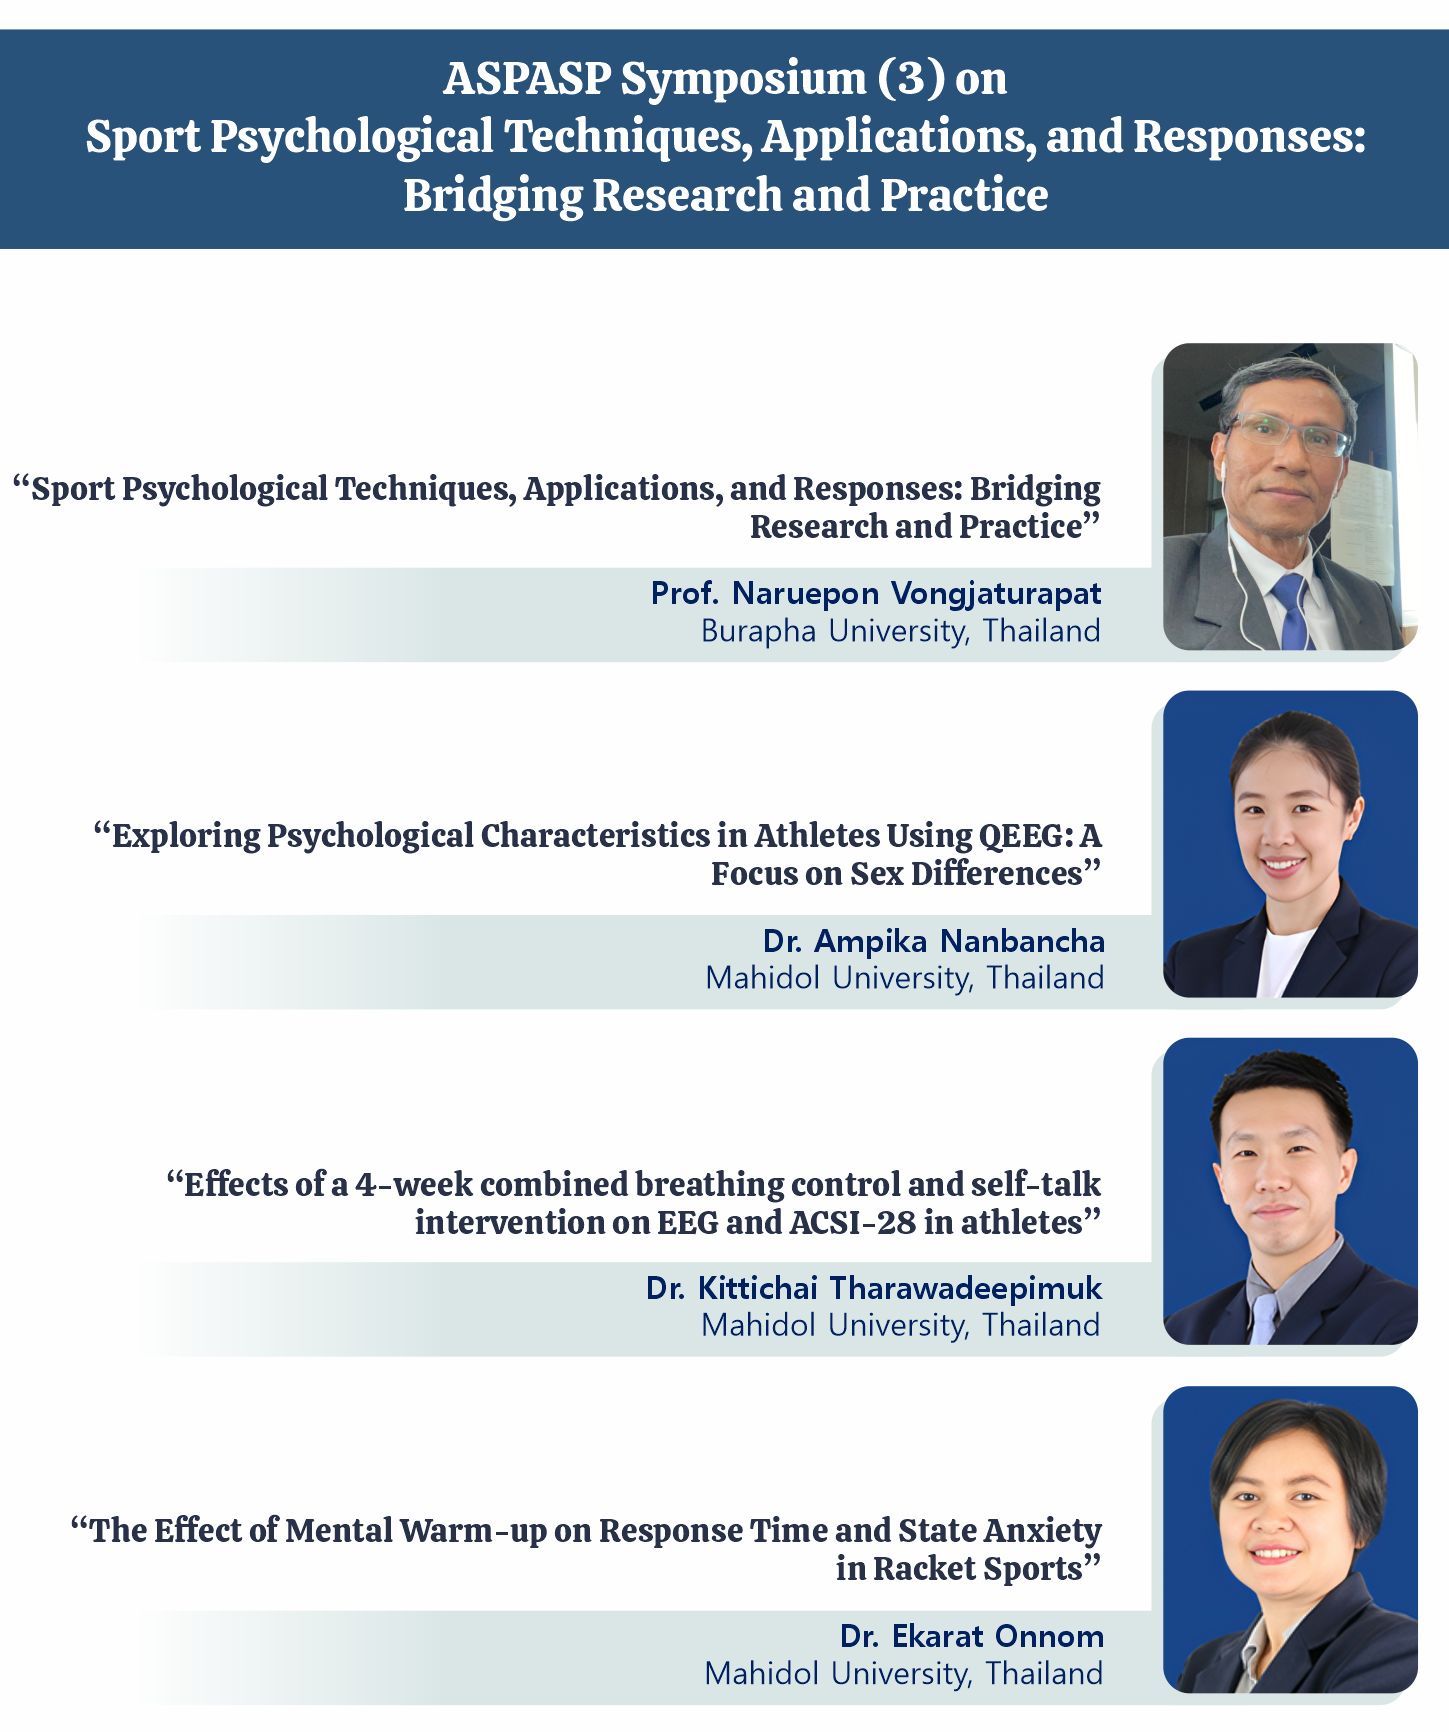 ASPASP Symposium (3) on
Sport Psychological Techniques, Applications, and Responses:
Bridging Research and Practice
“Sport Psychological Techniques, Applications, and Responses: Bridging
Research and Practice”
Prof. Naruepon Vongjaturapat
Burapha University, Thailand
“Exploring Psychological Characteristics in Athletes Using QEEG: A
Focus on Sex Differences”
Dr. Ampika Nanbancha
Mahidol University, Thailand
“Effects of a 4-week combined breathing control and self-talk
intervention on EEG and ACSI-28 in athletes”
Dr. Kittichai Tharawadeepimuk
Mahidol University, Thailand
“The Effect of Mental Warm-up on Response Time and State Anxiety
in Racket Sports”
Dr. Ekarat Onnom
Mahidol University, Thailand